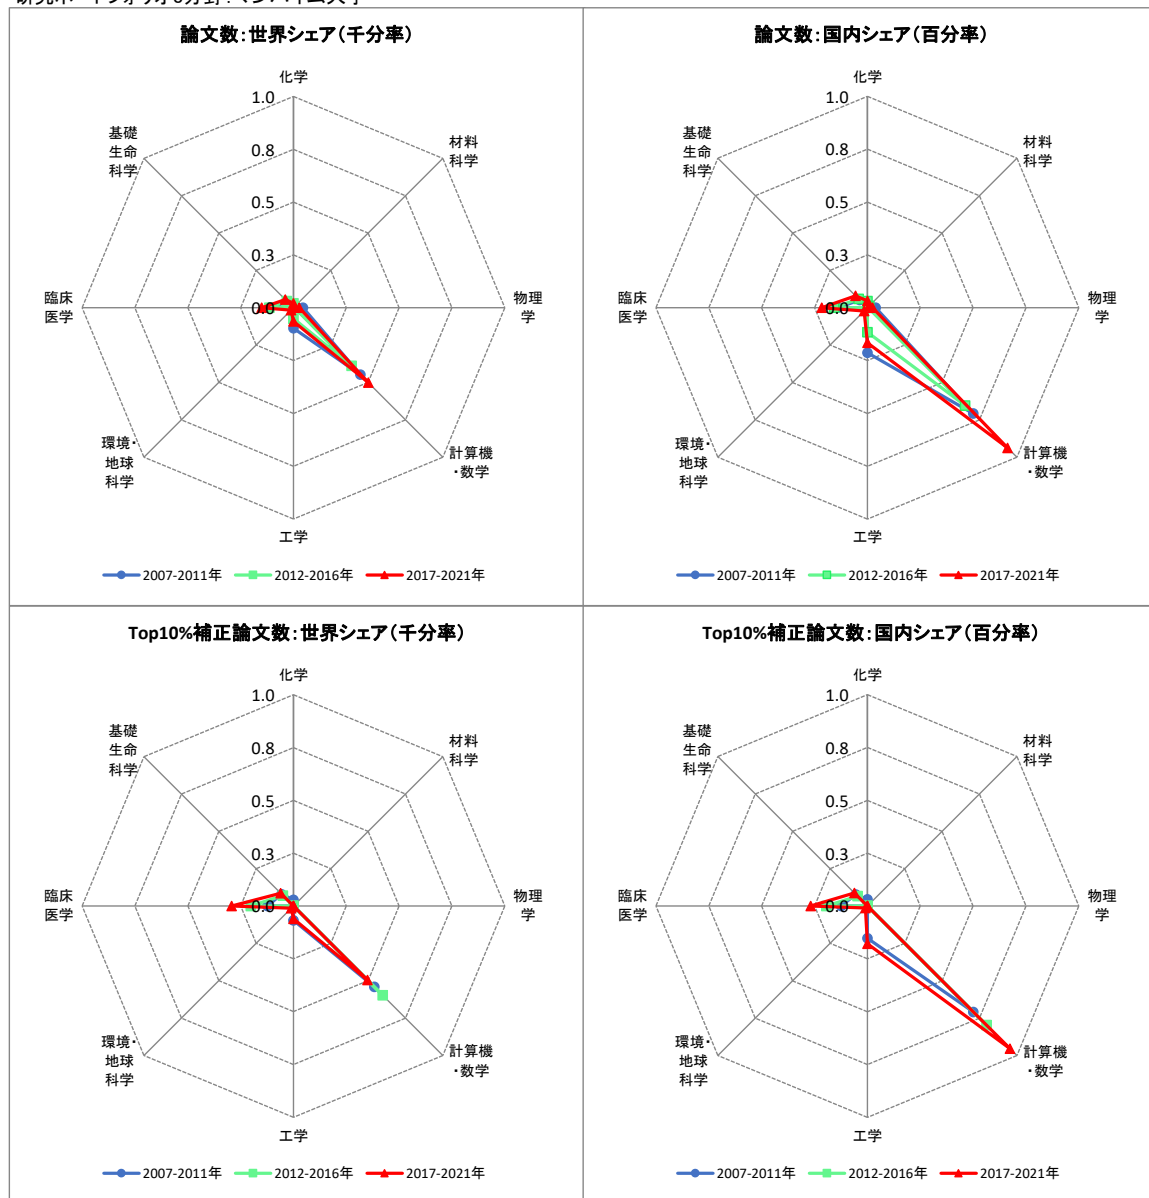 論文数：世界シェア（千分率）
化学
1.0
0.8
0.5
0.3
0.0
材料
科学
物理
学
計算機
・数学
工学
環境・
地球
科学
臨床
医学
基礎
生命
科学
2007-2011年 2012-2016年 2017-2021年
論文数：国内シェア（百分率）
化学
1.0
0.8
0.5
0.3
0.0
材料
科学
物理
学
計算機
・数学
工学
環境・
地球
科学
臨床
医学
基礎
生命
科学
2007-2011年 2012-2016年 2017-2021年
Top10%補正論文数：世界シェア（千分率）
化学
1.0
0.8
0.5
0.3
0.0
材料
科学
物理
学
計算機
・数学
工学
環境・
地球
科学
臨床
医学
基礎
生命
科学
2007-2011年 2012-2016年 2017-2021年
Top10%補正論文数：国内シェア（百分率）
化学
1.0
0.8
0.5
0.3
0.0
材料
科学
物理
学
計算機
・数学
工学
環境・
地球
科学
臨床
医学
基礎
生命
科学
2007-2011年 2012-2016年 2017-2021年